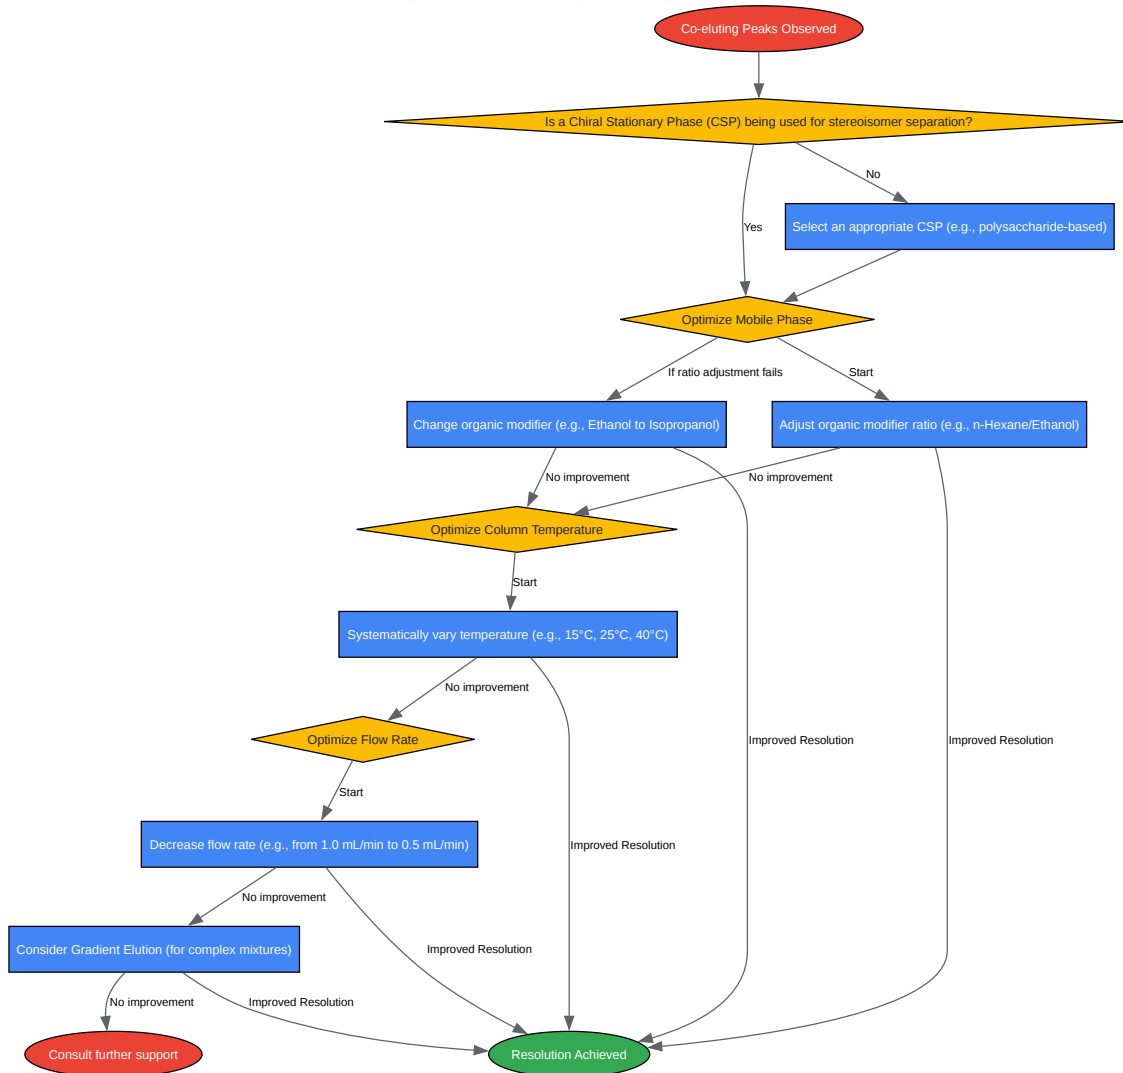 Co-eluting Peaks Observed
Is a Chiral Stationary Phase (CSP) being used for stereoisomer separation?
No
Select an appropriate CSP (e.g., polysaccharide-based)
Yes
Optimize Mobile Phase
If ratio adjustment fails
Start
Change organic modifier (e.g., Ethanol to Isopropanol)
Adjust organic modifier ratio (e.g., n-Hexane/Ethanol)
No improvement
No improvement
Optimize Column Temperature
Start
Systematically vary temperature (e.g., 15°C, 25°C, 40°C)
No improvement
Optimize Flow Rate
Improved Resolution
Improved Resolution
Start
Decrease flow rate (e.g., from 1.0 mL/min to 0.5 mL/min)
Improved Resolution
No improvement
Consider Gradient Elution (for complex mixtures)
Improved Resolution
No improvement
Improved Resolution
Consult further support
Resolution Achieved